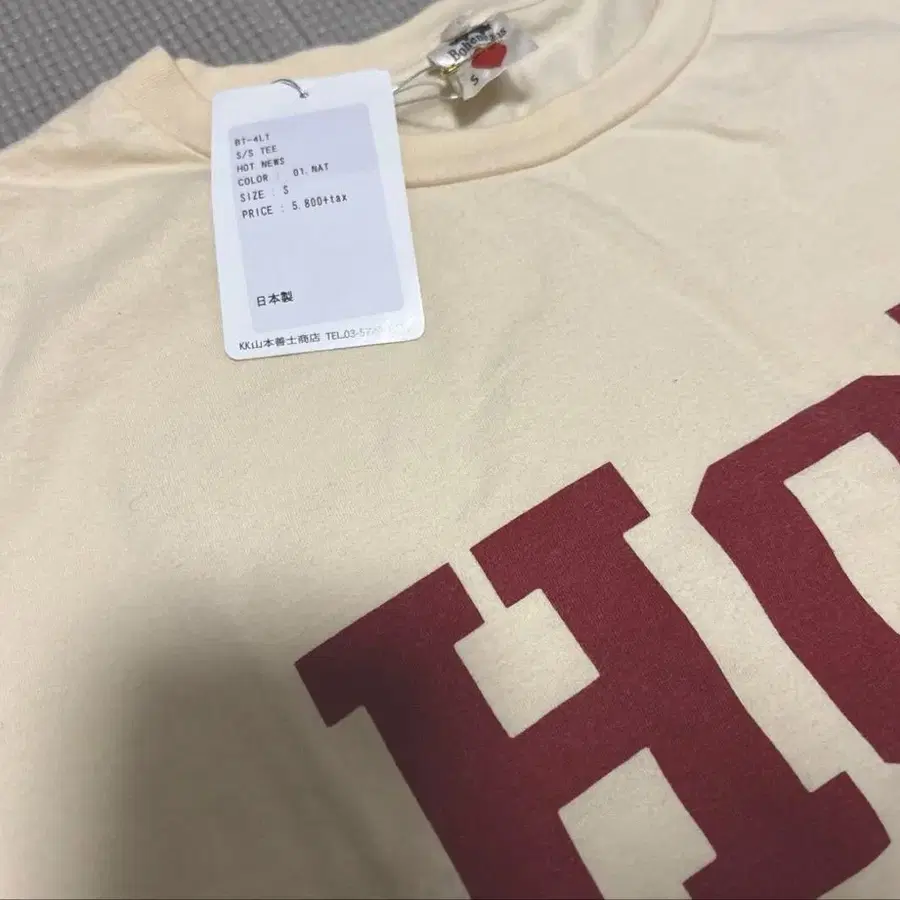 Bohemians
S
BT-4LT
S/S TEE
HOT NEWS
COLOR : 01.NAT
SIZE : S
PRICE : 5,800+tax
日本製
KK山本善士商店 TEL.03-
HO